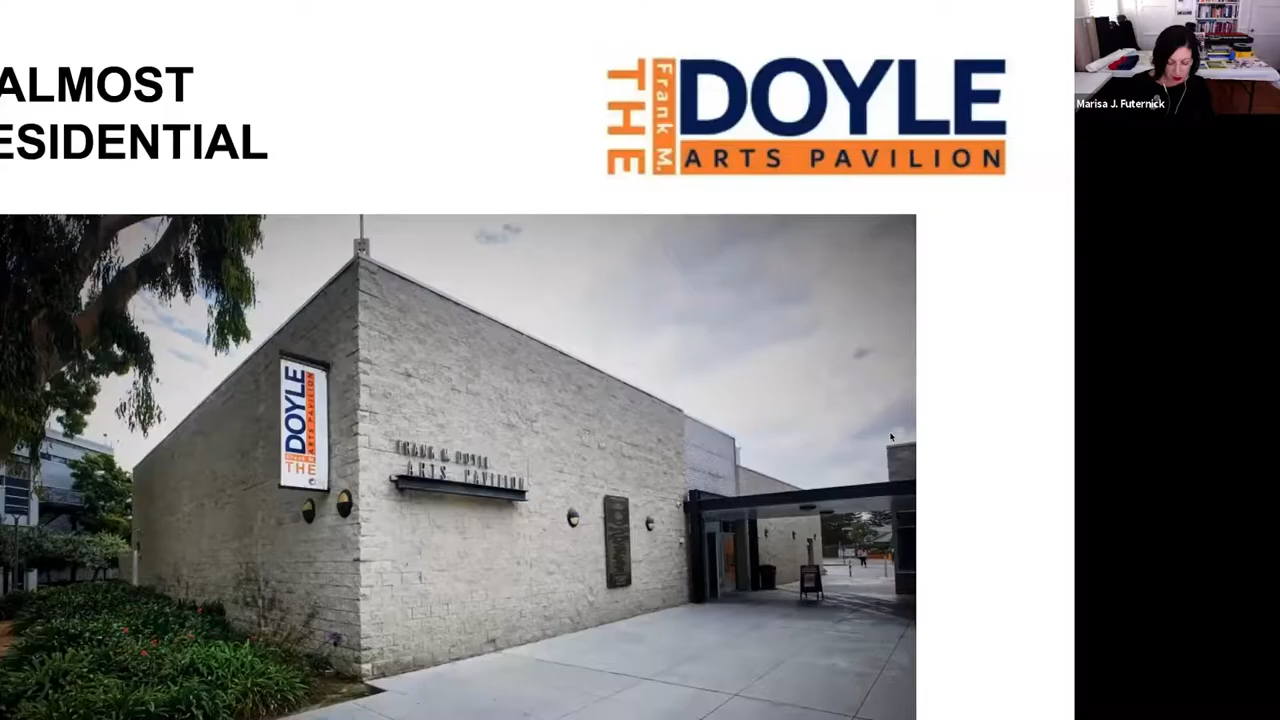 ALMOST
ESIDENTIAL
THE
Frank M.
DOYLE
ARTS PAVILION
Marisa J. Futernick
DOYLE
ARTS PAVILION
Frank M.
THE
FRANK M. DOYLE
ARTS PAVILION